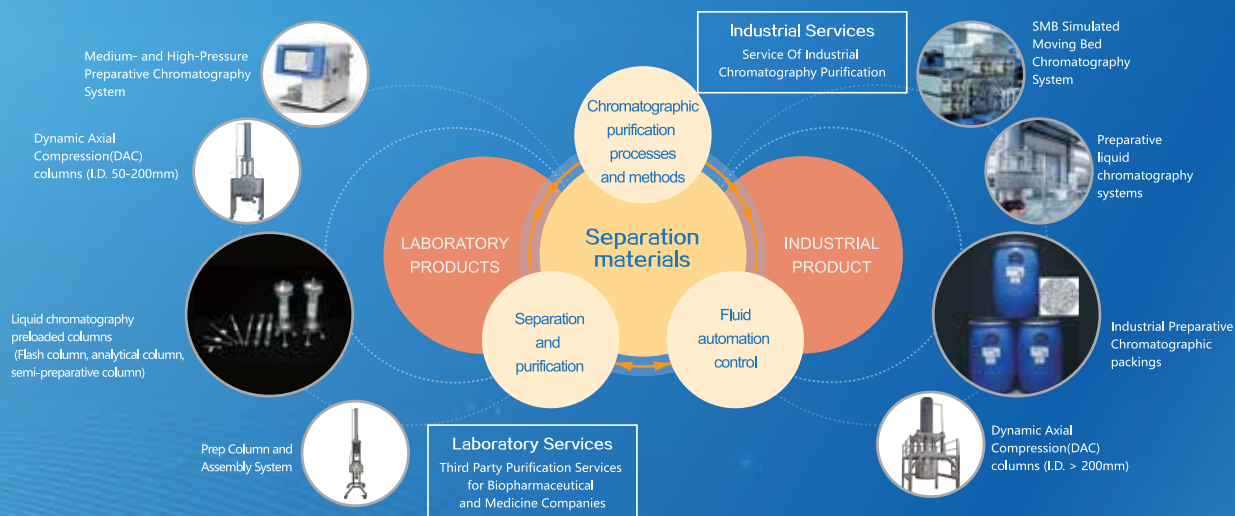 Medium- and High-Pressure
Preparative Chromatography
System
Dynamic Axial
Compression(DAC)
columns (I.D. 50-200mm)
Liquid chromatography
preloaded columns
(Flash column, analytical column,
semi-preparative column)
Prep Column and
Assembly System
LABORATORY
PRODUCTS
Chromatographic
purification
processes
and methods
Separation
materials
Separation
and
purification
Fluid
automation
control
INDUSTRIAL
PRODUCT
Industrial Services
Service Of Industrial
Chromatography Purification
Laboratory Services
Third Party Purification Services
for Biopharmaceutical
and Medicine Companies
SMB Simulated
Moving Bed
Chromatography
System
Preparative
liquid
chromatography
systems
Industrial Preparative
Chromatographic
packings
Dynamic Axial
Compression(DAC)
columns (I.D. > 200mm)